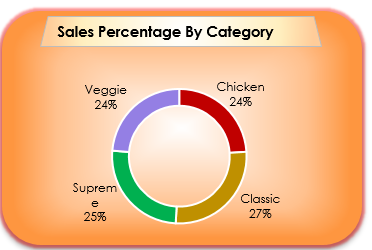 Sales Percentage By Category
Veggie
24%
Chicken
24%
Suprem
e
25%
Classic
27%